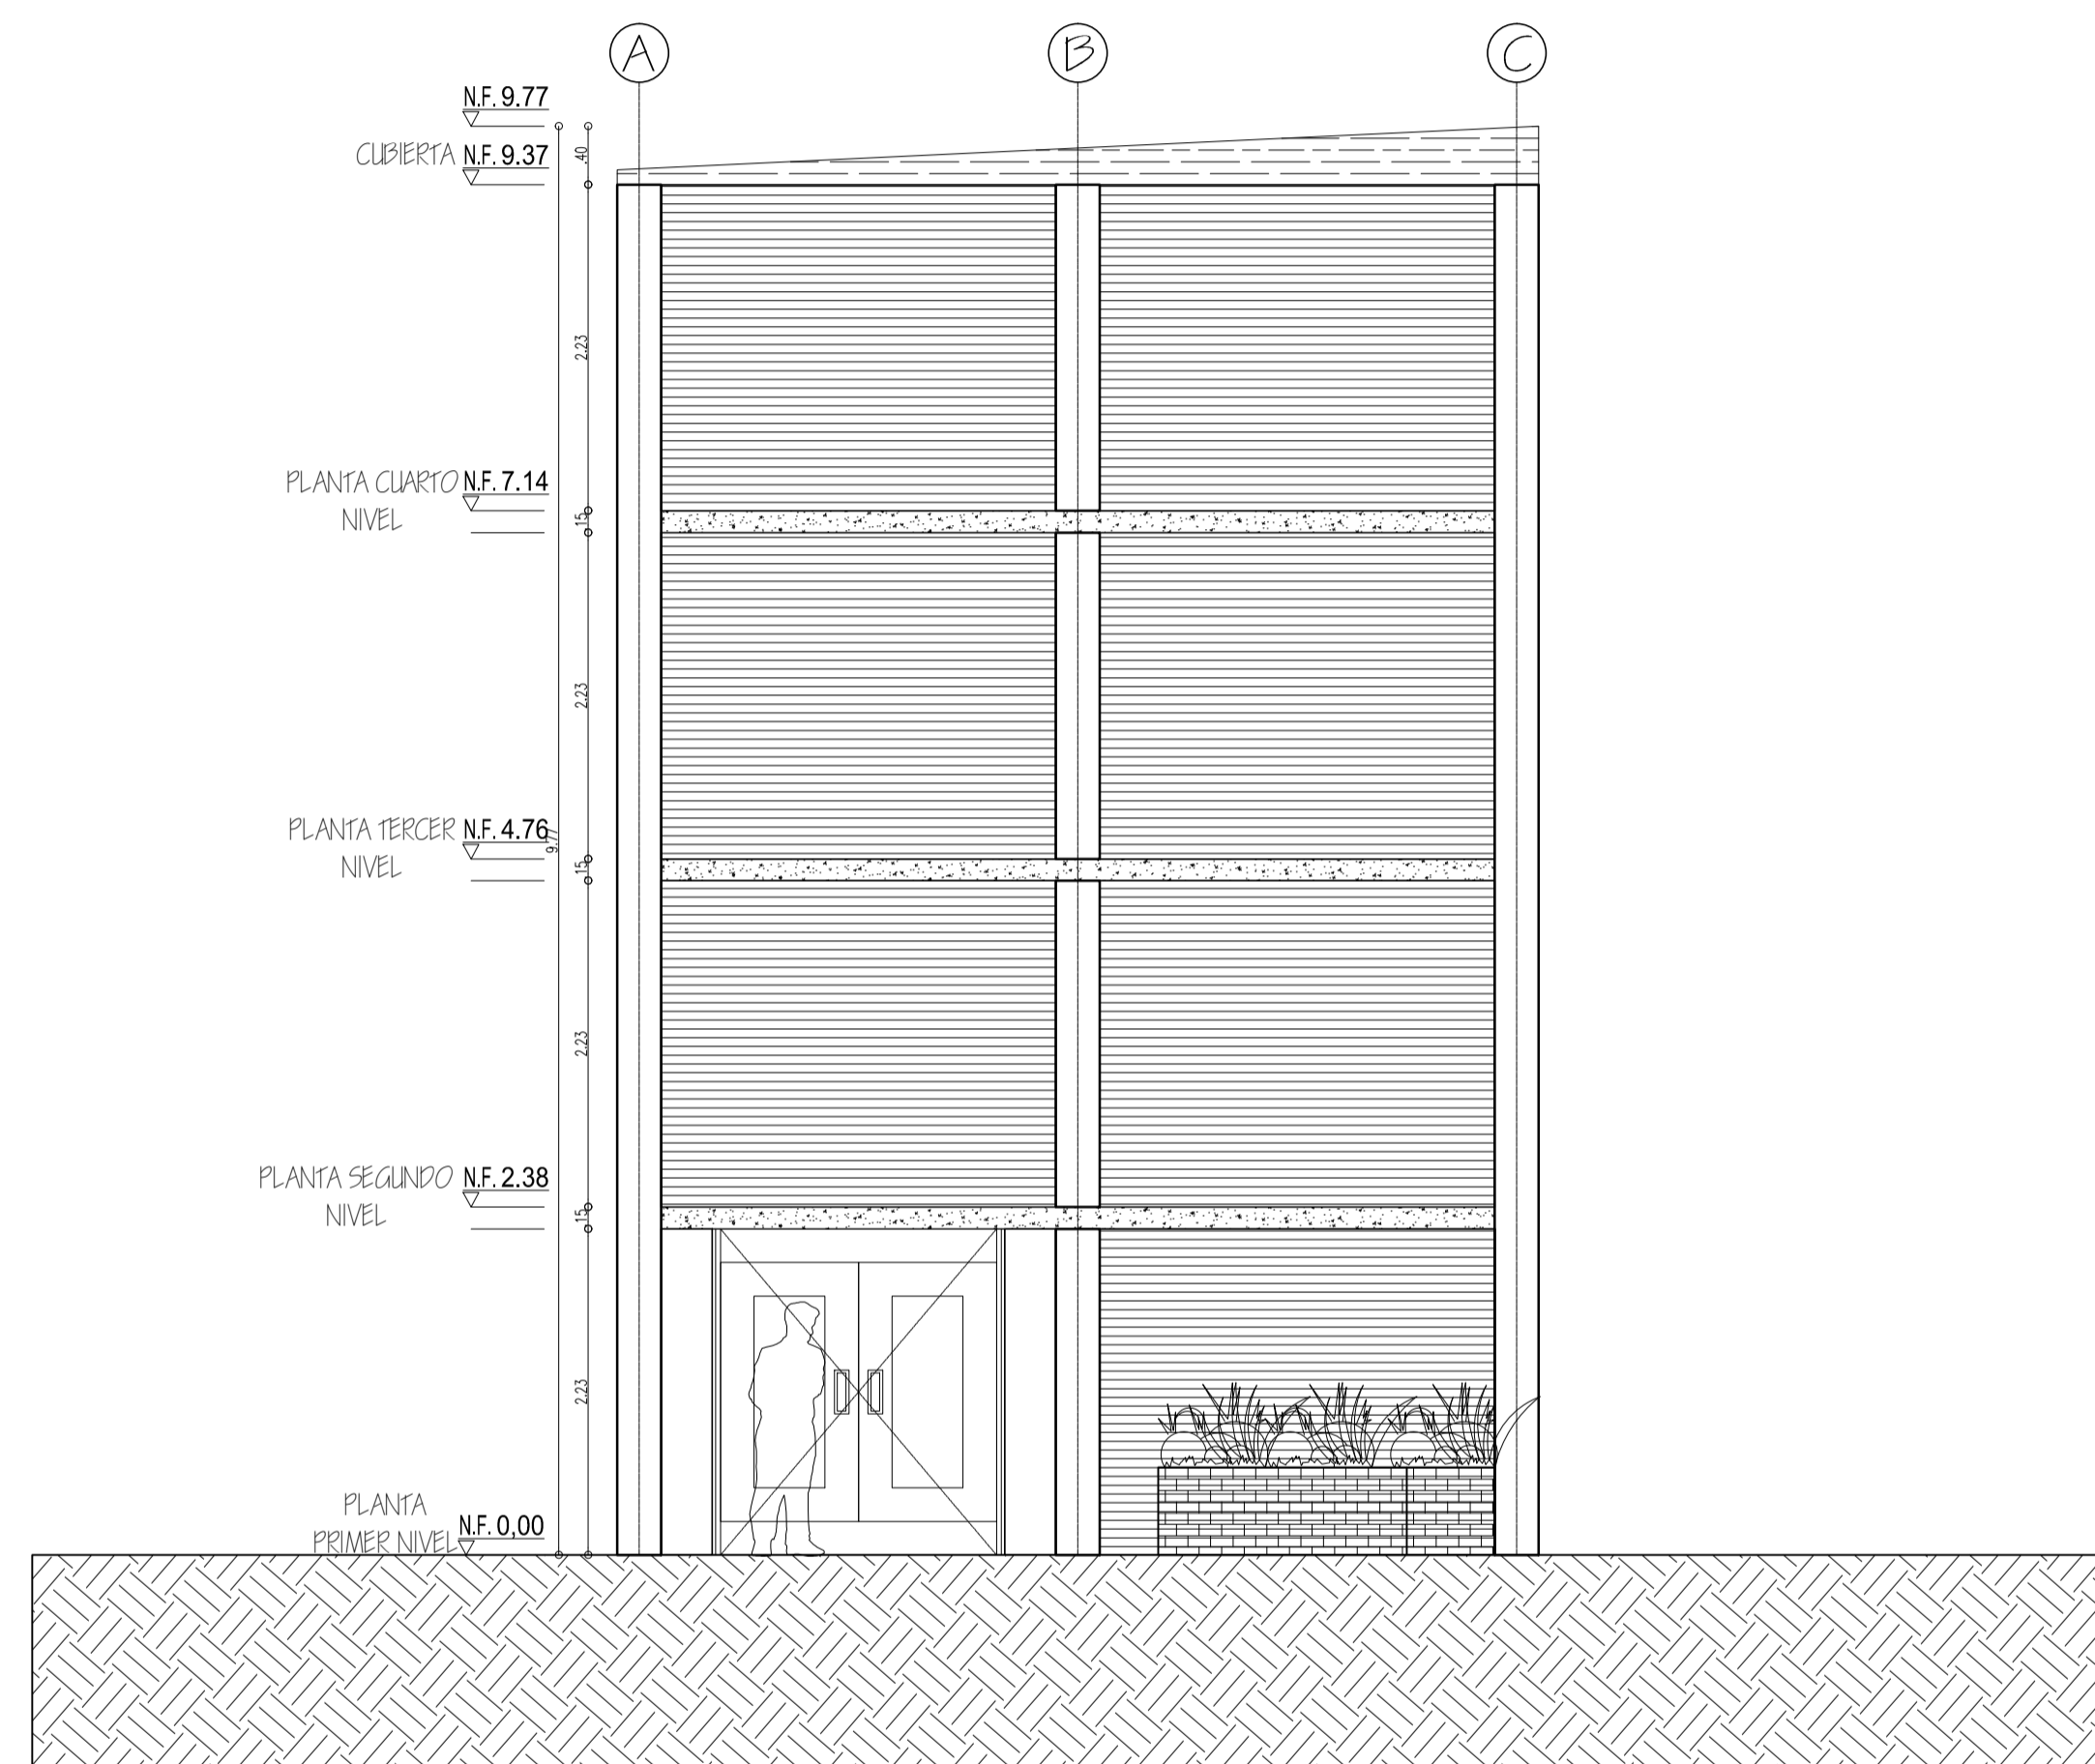 A
B
C
N.F. 9.77
CUBIERTA N.F. 9.37
.40
2.23
PLANTA CUARTO N.F. 7.14
NIVEL
.15
2.23
PLANTA TERCER N.F. 4.76
NIVEL
9.77
.15
2.23
PLANTA SEGUNDO N.F. 2.38
NIVEL
.15
2.23
PLANTA
PRIMER NIVEL N.F. 0,00